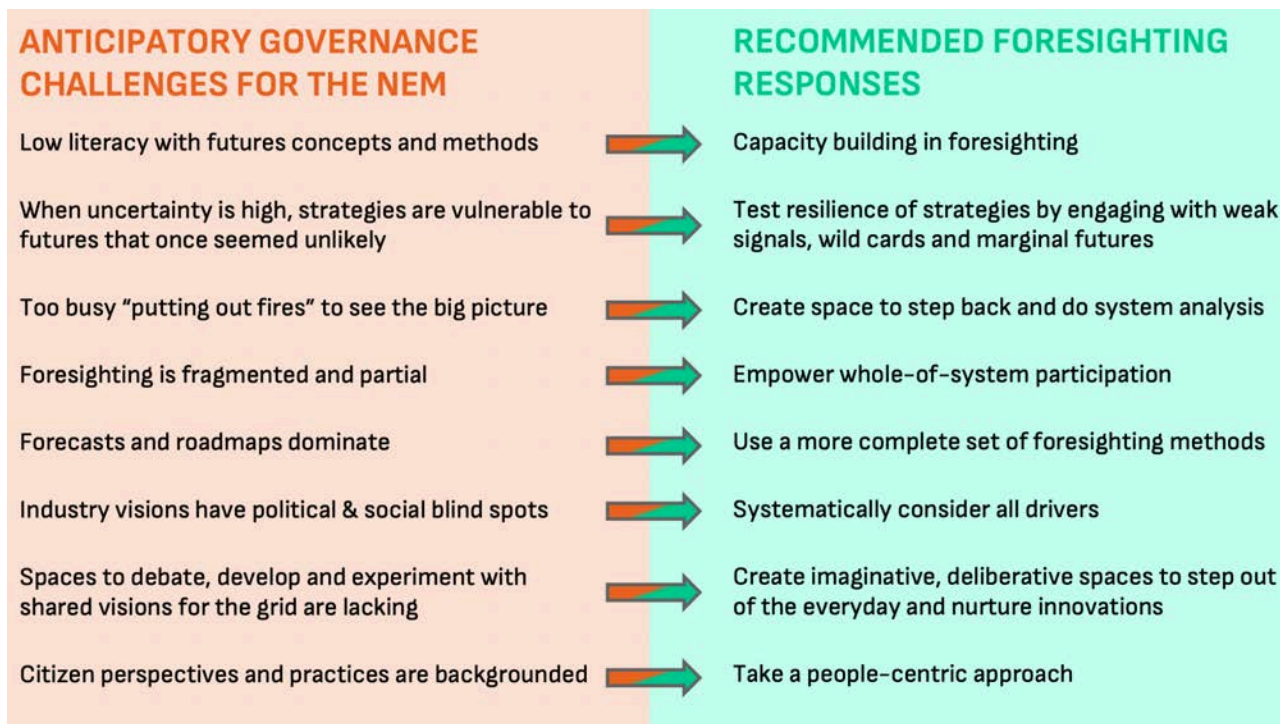 ANTICIPATORY GOVERNANCE
CHALLENGES FOR THE NEM
RECOMMENDED FORESIGHTING
RESPONSES
Low literacy with futures concepts and methods
Capacity building in foresighting
When uncertainty is high, strategies are vulnerable to
futures that once seemed unlikely
Test resilience of strategies by engaging with weak
signals, wild cards and marginal futures
Too busy “putting out fires” to see the big picture
Create space to step back and do system analysis
Foresighting is fragmented and partial
Empower whole-of-system participation
Forecasts and roadmaps dominate
Use a more complete set of foresighting methods
Industry visions have political & social blind spots
Systematically consider all drivers
Spaces to debate, develop and experiment with
shared visions for the grid are lacking
Create imaginative, deliberative spaces to step out
of the everyday and nurture innovations
Citizen perspectives and practices are backgrounded
Take a people-centric approach